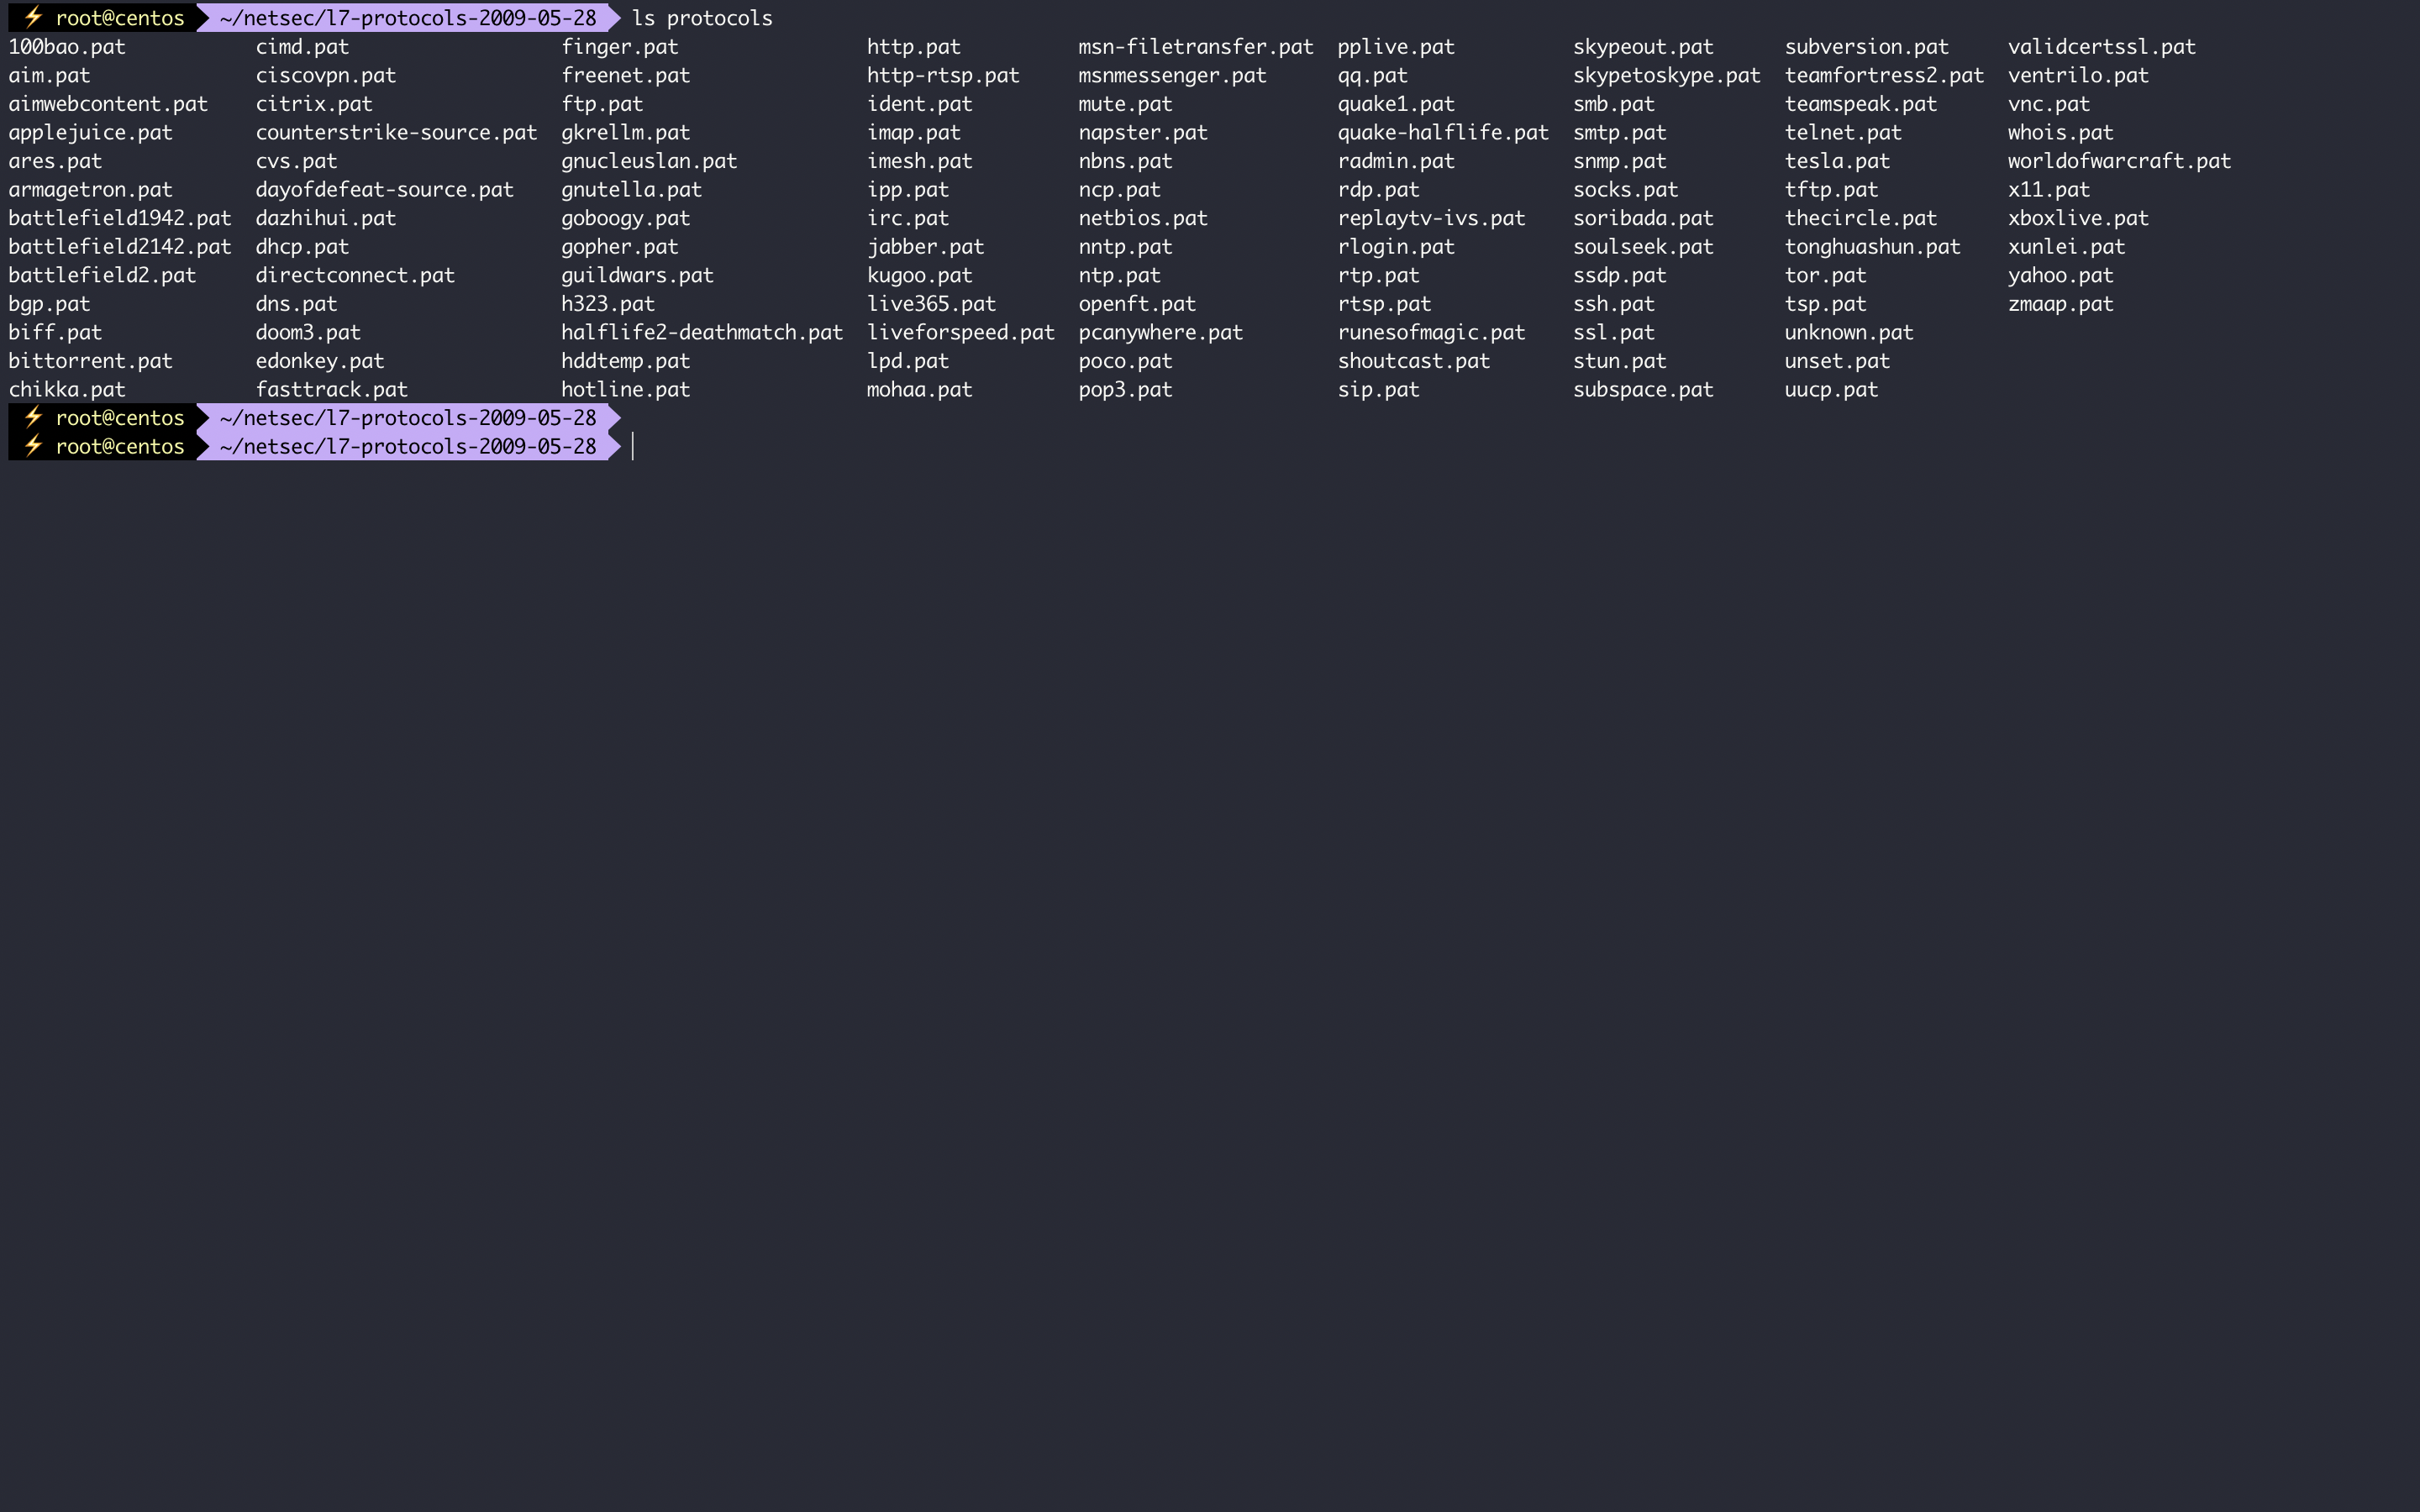 ⚡ root@centos ~/netsec/l7-protocols-2009-05-28 ls protocols
100bao.pat cimd.pat finger.pat http.pat msn-filetransfer.pat pplive.pat skypeout.pat subversion.pat validcertssl.pat
aim.pat ciscovpn.pat freenet.pat http-rtsp.pat msnmessenger.pat qq.pat skypetoskype.pat teamfortress2.pat ventrilo.pat
aimwebcontent.pat citrix.pat ftp.pat ident.pat mute.pat quake1.pat smb.pat teamspeak.pat vnc.pat
applejuice.pat counterstrike-source.pat gkrellm.pat imap.pat napster.pat quake-halflife.pat smtp.pat telnet.pat whois.pat
ares.pat cvs.pat gnucleuslan.pat imesh.pat nbns.pat radmin.pat snmp.pat tesla.pat worldofwarcraft.pat
armagetron.pat dayofdefeat-source.pat gnutella.pat ipp.pat ncp.pat rdp.pat socks.pat tftp.pat x11.pat
battlefield1942.pat dazhihui.pat goboogy.pat irc.pat netbios.pat replaytv-ivs.pat soribada.pat thecircle.pat xboxlive.pat
battlefield2142.pat dhcp.pat gopher.pat jabber.pat nntp.pat rlogin.pat soulseek.pat tonghuashun.pat xunlei.pat
battlefield2.pat directconnect.pat guildwars.pat kugoo.pat ntp.pat rtp.pat ssdp.pat tor.pat yahoo.pat
bgp.pat dns.pat h323.pat live365.pat openft.pat rtsp.pat ssh.pat tsp.pat zmaap.pat
biff.pat doom3.pat halflife2-deathmatch.pat liveforspeed.pat pcanywhere.pat runesofmagic.pat ssl.pat unknown.pat
bittorrent.pat edonkey.pat hddtemp.pat lpd.pat poco.pat shoutcast.pat stun.pat unset.pat
chikka.pat fasttrack.pat hotline.pat mohaa.pat pop3.pat sip.pat subspace.pat uucp.pat
⚡ root@centos ~/netsec/l7-protocols-2009-05-28
⚡ root@centos ~/netsec/l7-protocols-2009-05-28